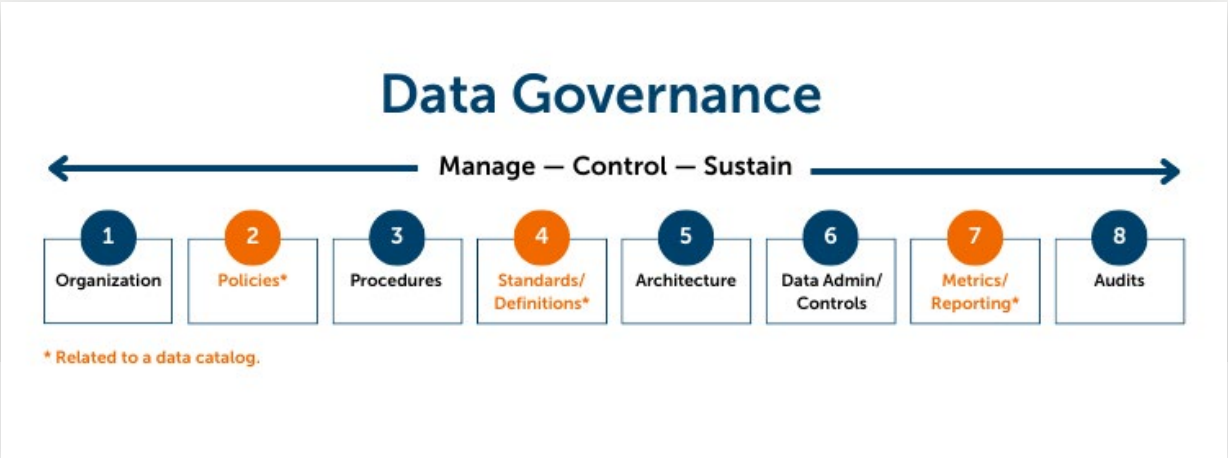 Data Governance
Manage — Control — Sustain
1
Organization
2
Policies*
3
Procedures
4
Standards/
Definitions*
5
Architecture
6
Data Admin/
Controls
7
Metrics/
Reporting*
8
Audits
* Related to a data catalog.